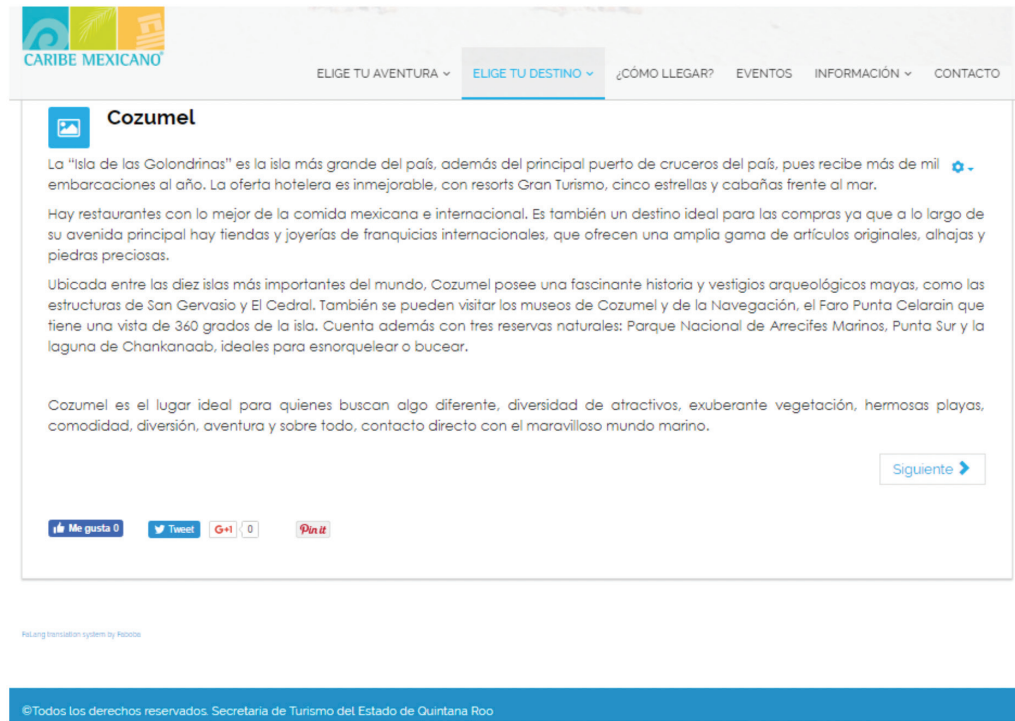 CARIBE MEXICANO®
ELIGE TU AVENTURA ELIGE TU DESTINO ¿CÓMO LLEGAR? EVENTOS INFORMACIÓN CONTACTO
Cozumel
La “Isla de las Golondrinas” es la isla más grande del país, además del principal puerto de cruceros del país, pues recibe más de mil
embarcaciones al año. La oferta hotelera es inmejorable, con resorts Gran Turismo, cinco estrellas y cabañas frente al mar.
Hay restaurantes con lo mejor de la comida mexicana e internacional. Es también un destino ideal para las compras ya que a lo largo de
su avenida principal hay tiendas y joyerías de franquicias internacionales, que ofrecen una amplia gama de artículos originales, alhajas y
piedras preciosas.
Ubicada entre las diez islas más importantes del mundo, Cozumel posee una fascinante historia y vestigios arqueológicos mayas, como las
estructuras de San Gervasio y El Cedral. También se pueden visitar los museos de Cozumel y de la Navegación, el Faro Punta Celarain que
tiene una vista de 360 grados de la isla. Cuenta además con tres reservas naturales: Parque Nacional de Arrecifes Marinos, Punta Sur y la
laguna de Chankanaab, ideales para esnorquelear o bucear.
Cozumel es el lugar ideal para quienes buscan algo diferente, diversidad de atractivos, exuberante vegetación, hermosas playas,
comodidad, diversión, aventura y sobre todo, contacto directo con el maravilloso mundo marino.
Siguiente
Me gusta 0 Tweet G+1 0 Pin it
FaLang translation system by Faboba
©Todos los derechos reservados. Secretaria de Turismo del Estado de Quintana Roo